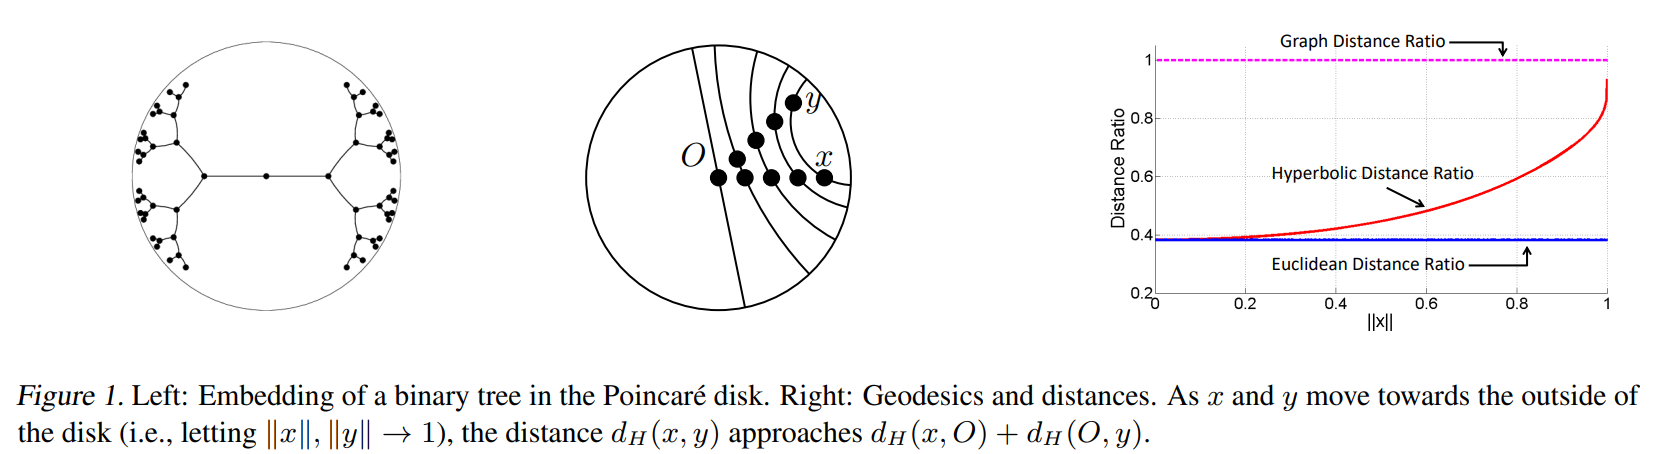 O
y
x
Graph Distance Ratio
Hyperbolic Distance Ratio
Euclidean Distance Ratio
Distance Ratio
1
0.8
0.6
0.4
0.2
0 0.2 0.4 0.6 0.8 1
||x||
Figure 1. Left: Embedding of a binary tree in the Poincaré disk. Right: Geodesics and distances. As x and y move towards the outside of
the disk (i.e., letting ‖x‖, ‖y‖ → 1), the distance d_H(x, y) approaches d_H(x, O) + d_H(O, y).